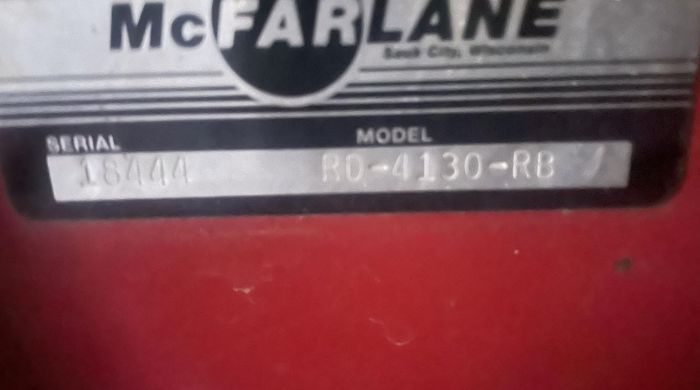 McFARLANE
Sauk City, Wisconsin
SERIAL MODEL
18444 RD-4130-RB